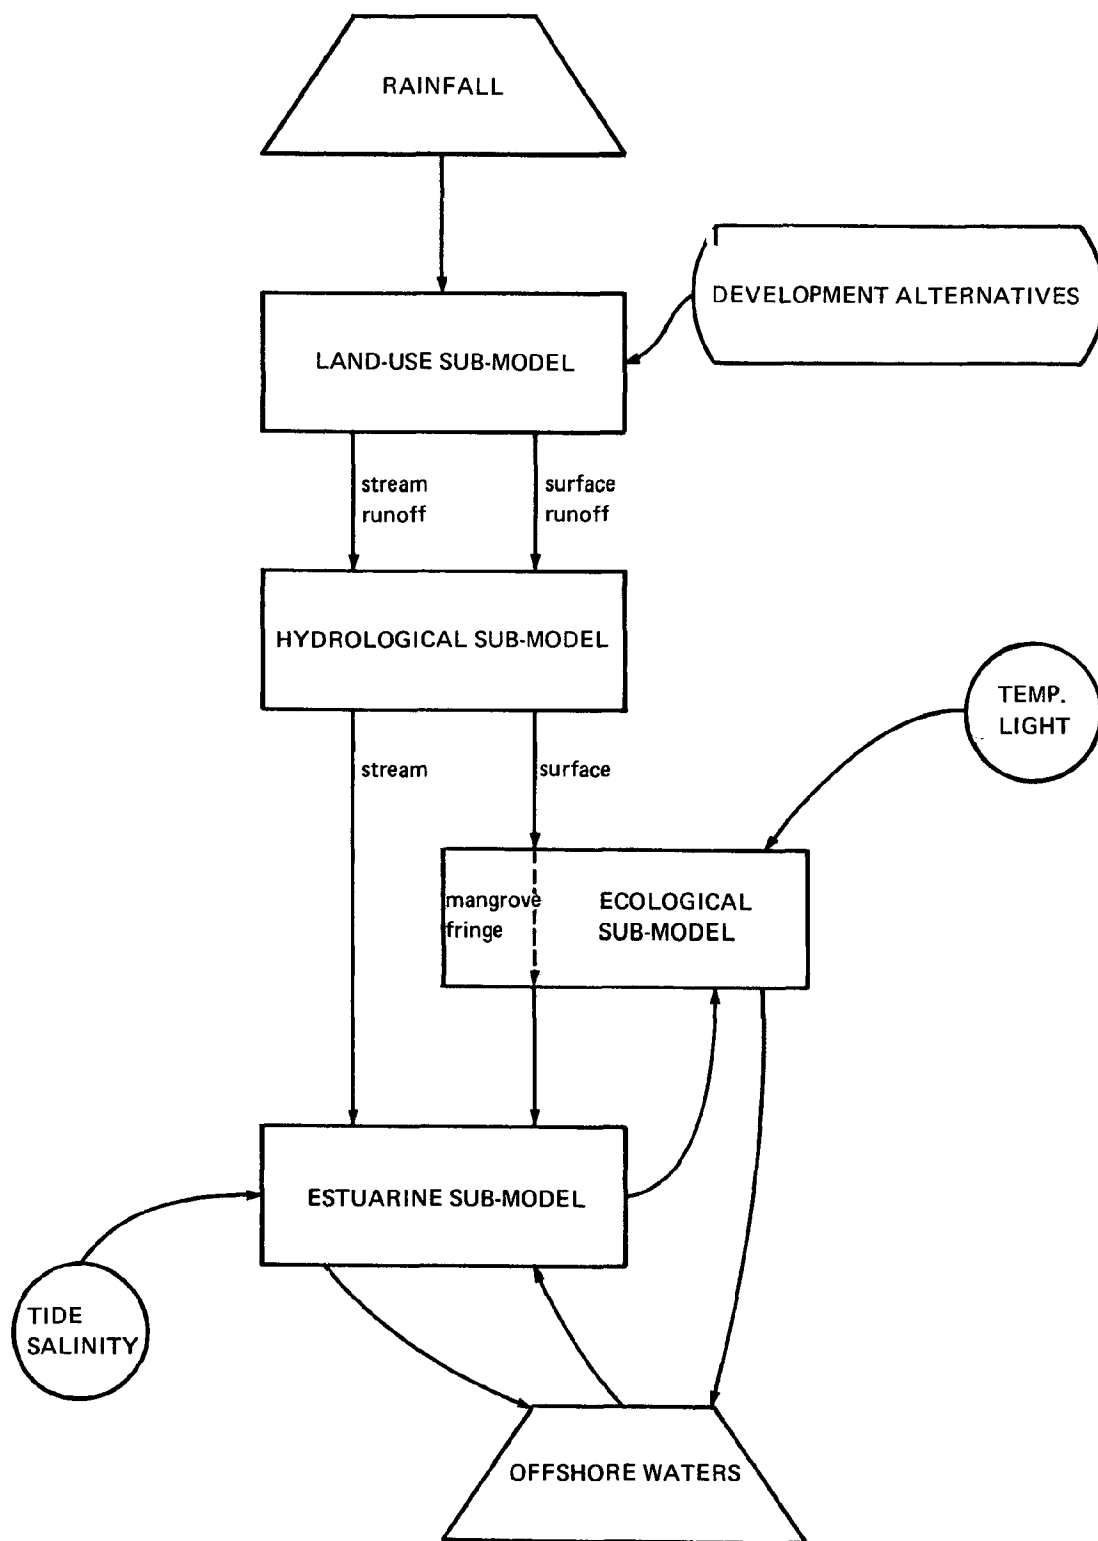 RAINFALL
DEVELOPMENT ALTERNATIVES
LAND-USE SUB-MODEL
stream
runoff
surface
runoff
HYDROLOGICAL SUB-MODEL
TEMP.
LIGHT
stream
surface
mangrove
fringe
ECOLOGICAL
SUB-MODEL
ESTUARINE SUB-MODEL
TIDE
SALINITY
OFFSHORE WATERS